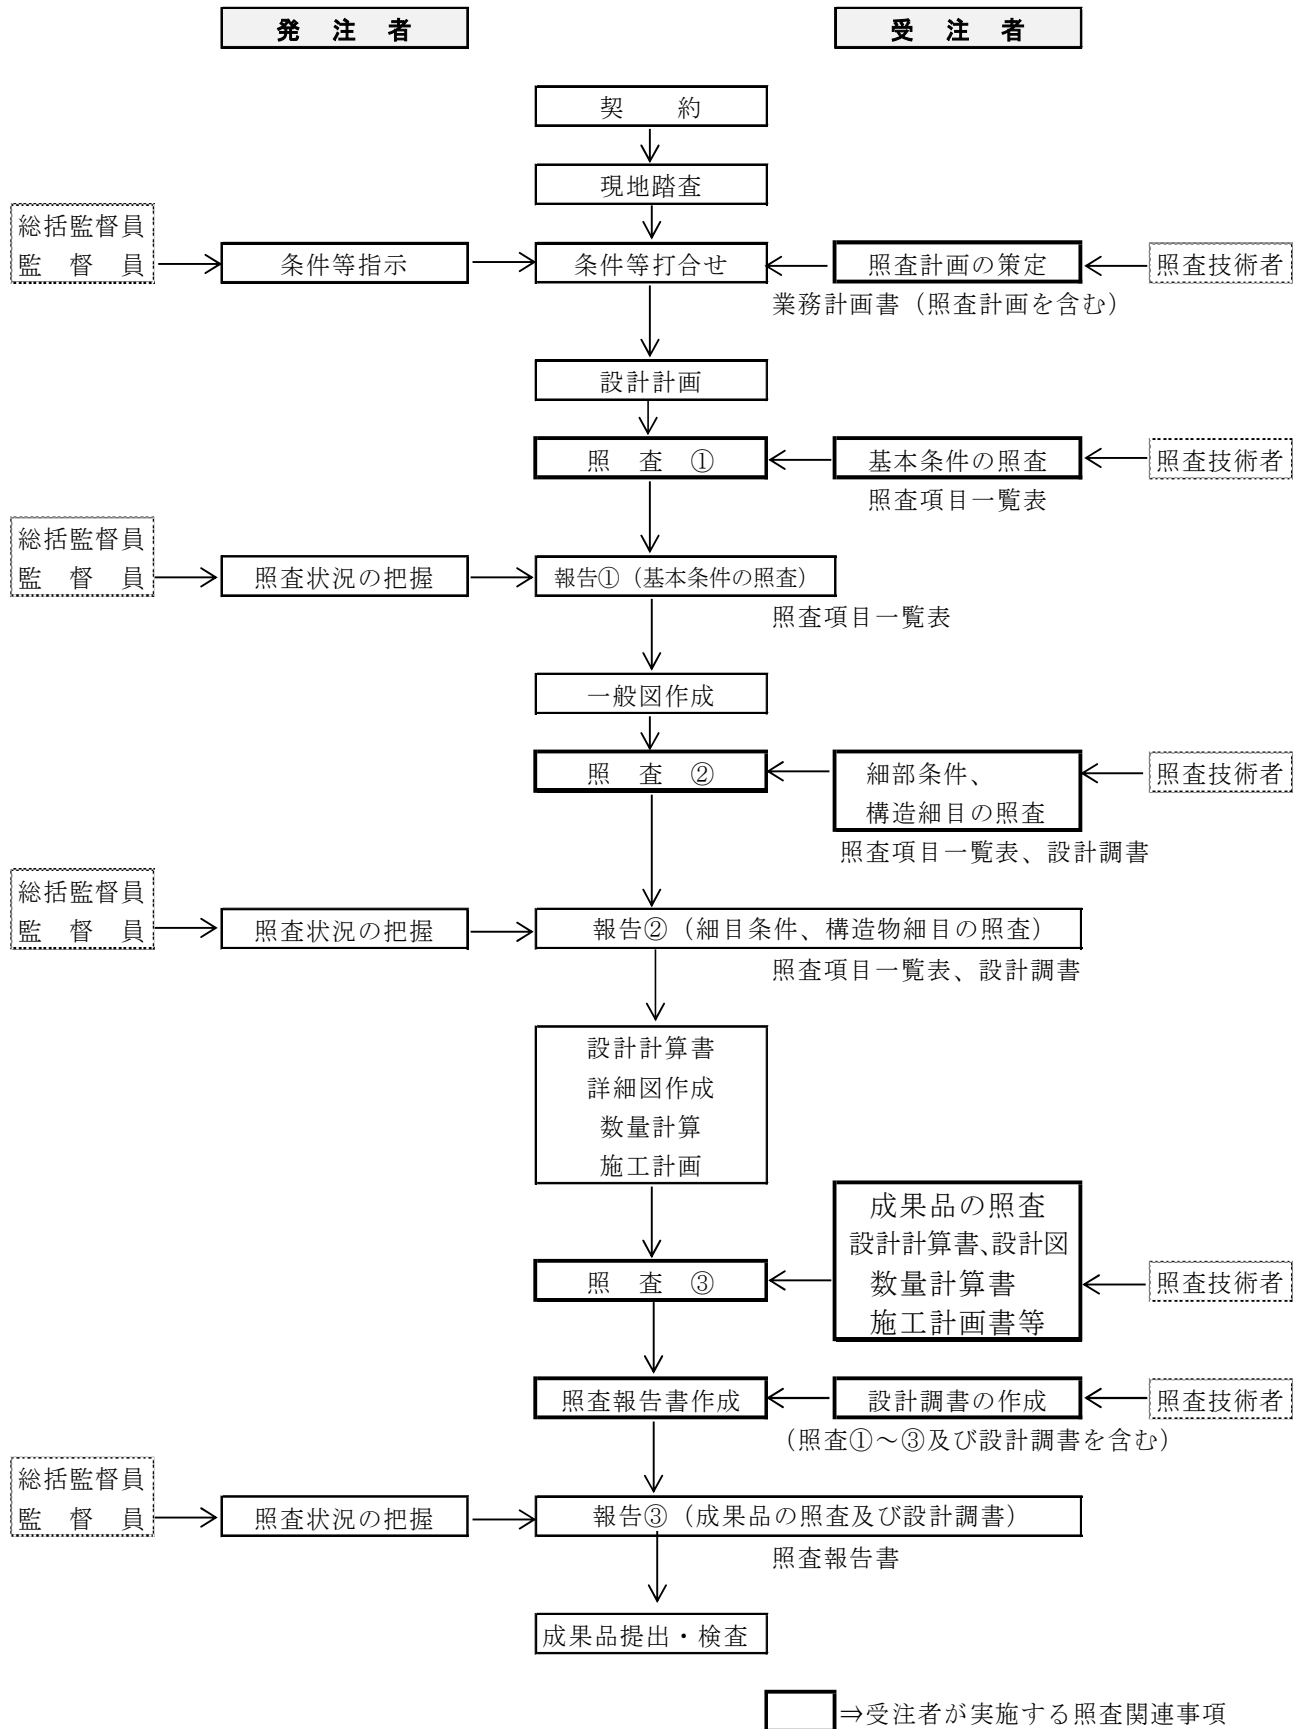 発 注 者
受 注 者
契 約
現地踏査
総括監督員
監 督 員
条件等指示
条件等打合せ
照査計画の策定
照査技術者
業務計画書（照査計画を含む）
設計計画
照 査 ①
基本条件の照査
照査技術者
照査項目一覧表
総括監督員
監 督 員
照査状況の把握
報告①（基本条件の照査）
照査項目一覧表
一般図作成
照 査 ②
細部条件、
構造細目の照査
照査技術者
照査項目一覧表、設計調書
総括監督員
監 督 員
照査状況の把握
報告②（細目条件、構造物細目の照査）
照査項目一覧表、設計調書
設計計算書
詳細図作成
数量計算
施工計画
照 査 ③
成果品の照査
設計計算書、設計図
数量計算書
施工計画書等
照査技術者
照査報告書作成
設計調書の作成
照査技術者
（照査①～③及び設計調書を含む）
総括監督員
監 督 員
照査状況の把握
報告③（成果品の照査及び設計調書）
照査報告書
成果品提出・検査
⇒受注者が実施する照査関連事項